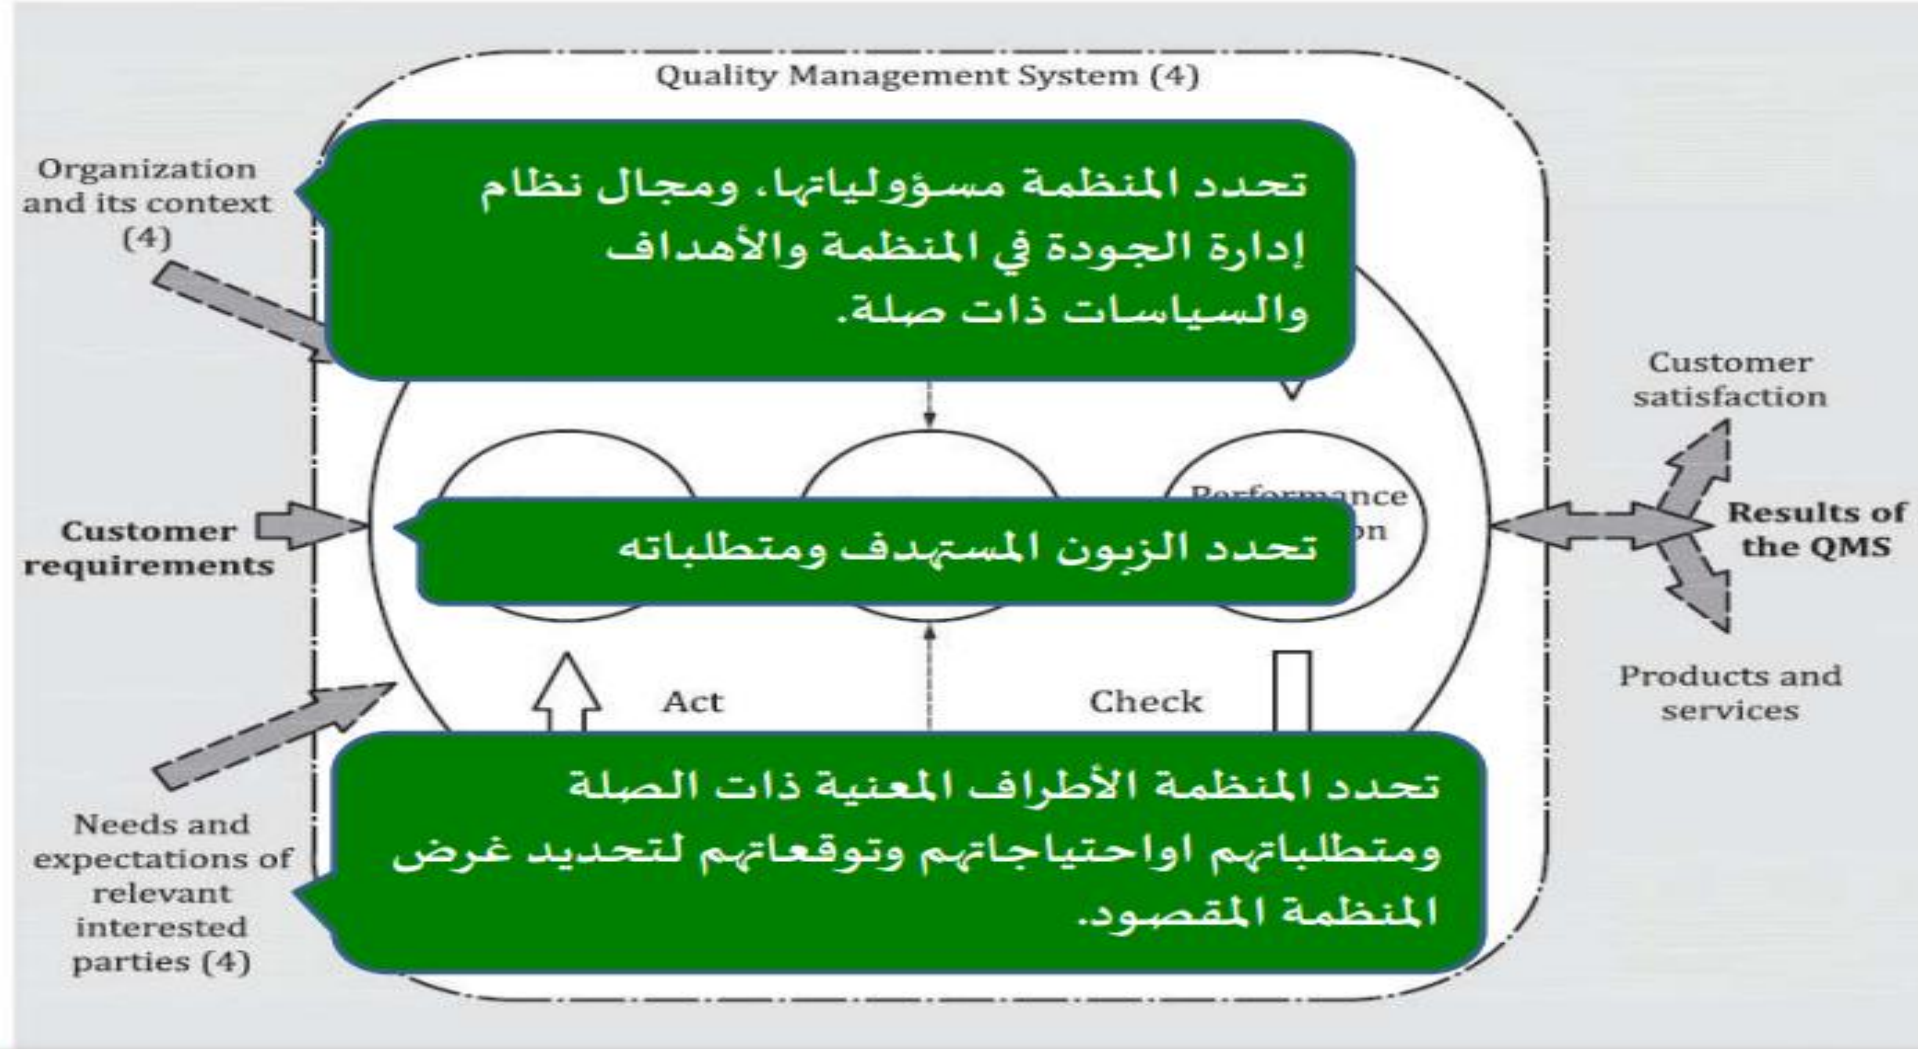 Quality Management System (4)
Organization
and its context
(4)
تحدد المنظمة مسؤولياتها، ومجال نظام
إدارة الجودة في المنظمة والأهداف
والسياسات ذات صلة.
Customer
satisfaction
Performance
Customer
requirements
تحدد الزبون المستهدف ومتطلباته
Results of
the QMS
Act
Check
Products and
services
Needs and
expectations of
relevant
interested
parties (4)
تحدد المنظمة الأطراف المعنية ذات الصلة
ومتطلباتهم اواحتياجاتهم وتوقعاتهم لتحديد غرض
المنظمة المقصود.